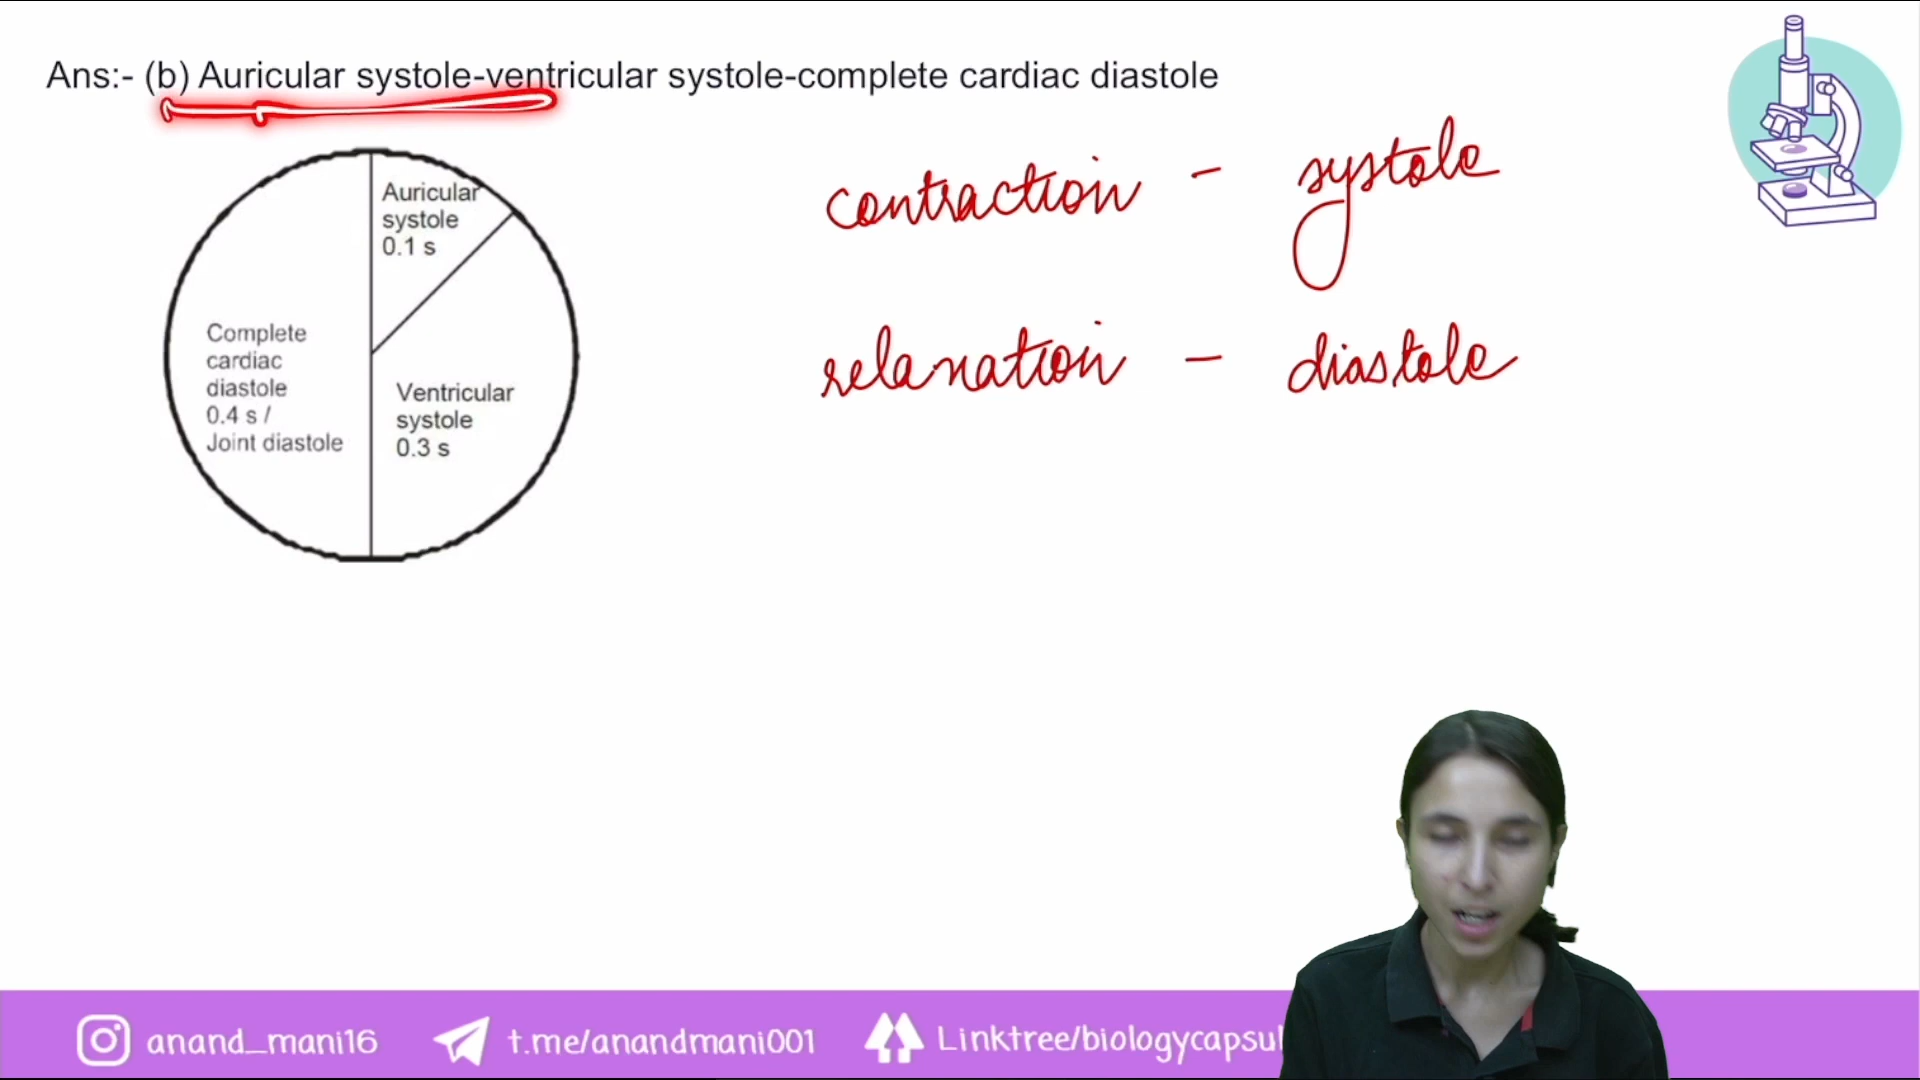 Ans:- (b) Auricular systole-ventricular systole-complete cardiac diastole
Auricular
systole
0.1 s
Complete
cardiac
diastole
0.4 s /
Joint diastole
Ventricular
systole
0.3 s
contraction - systole
relaxation - diastole
anand_mani16
t.me/anandmani001
Linktree/biologycapsul